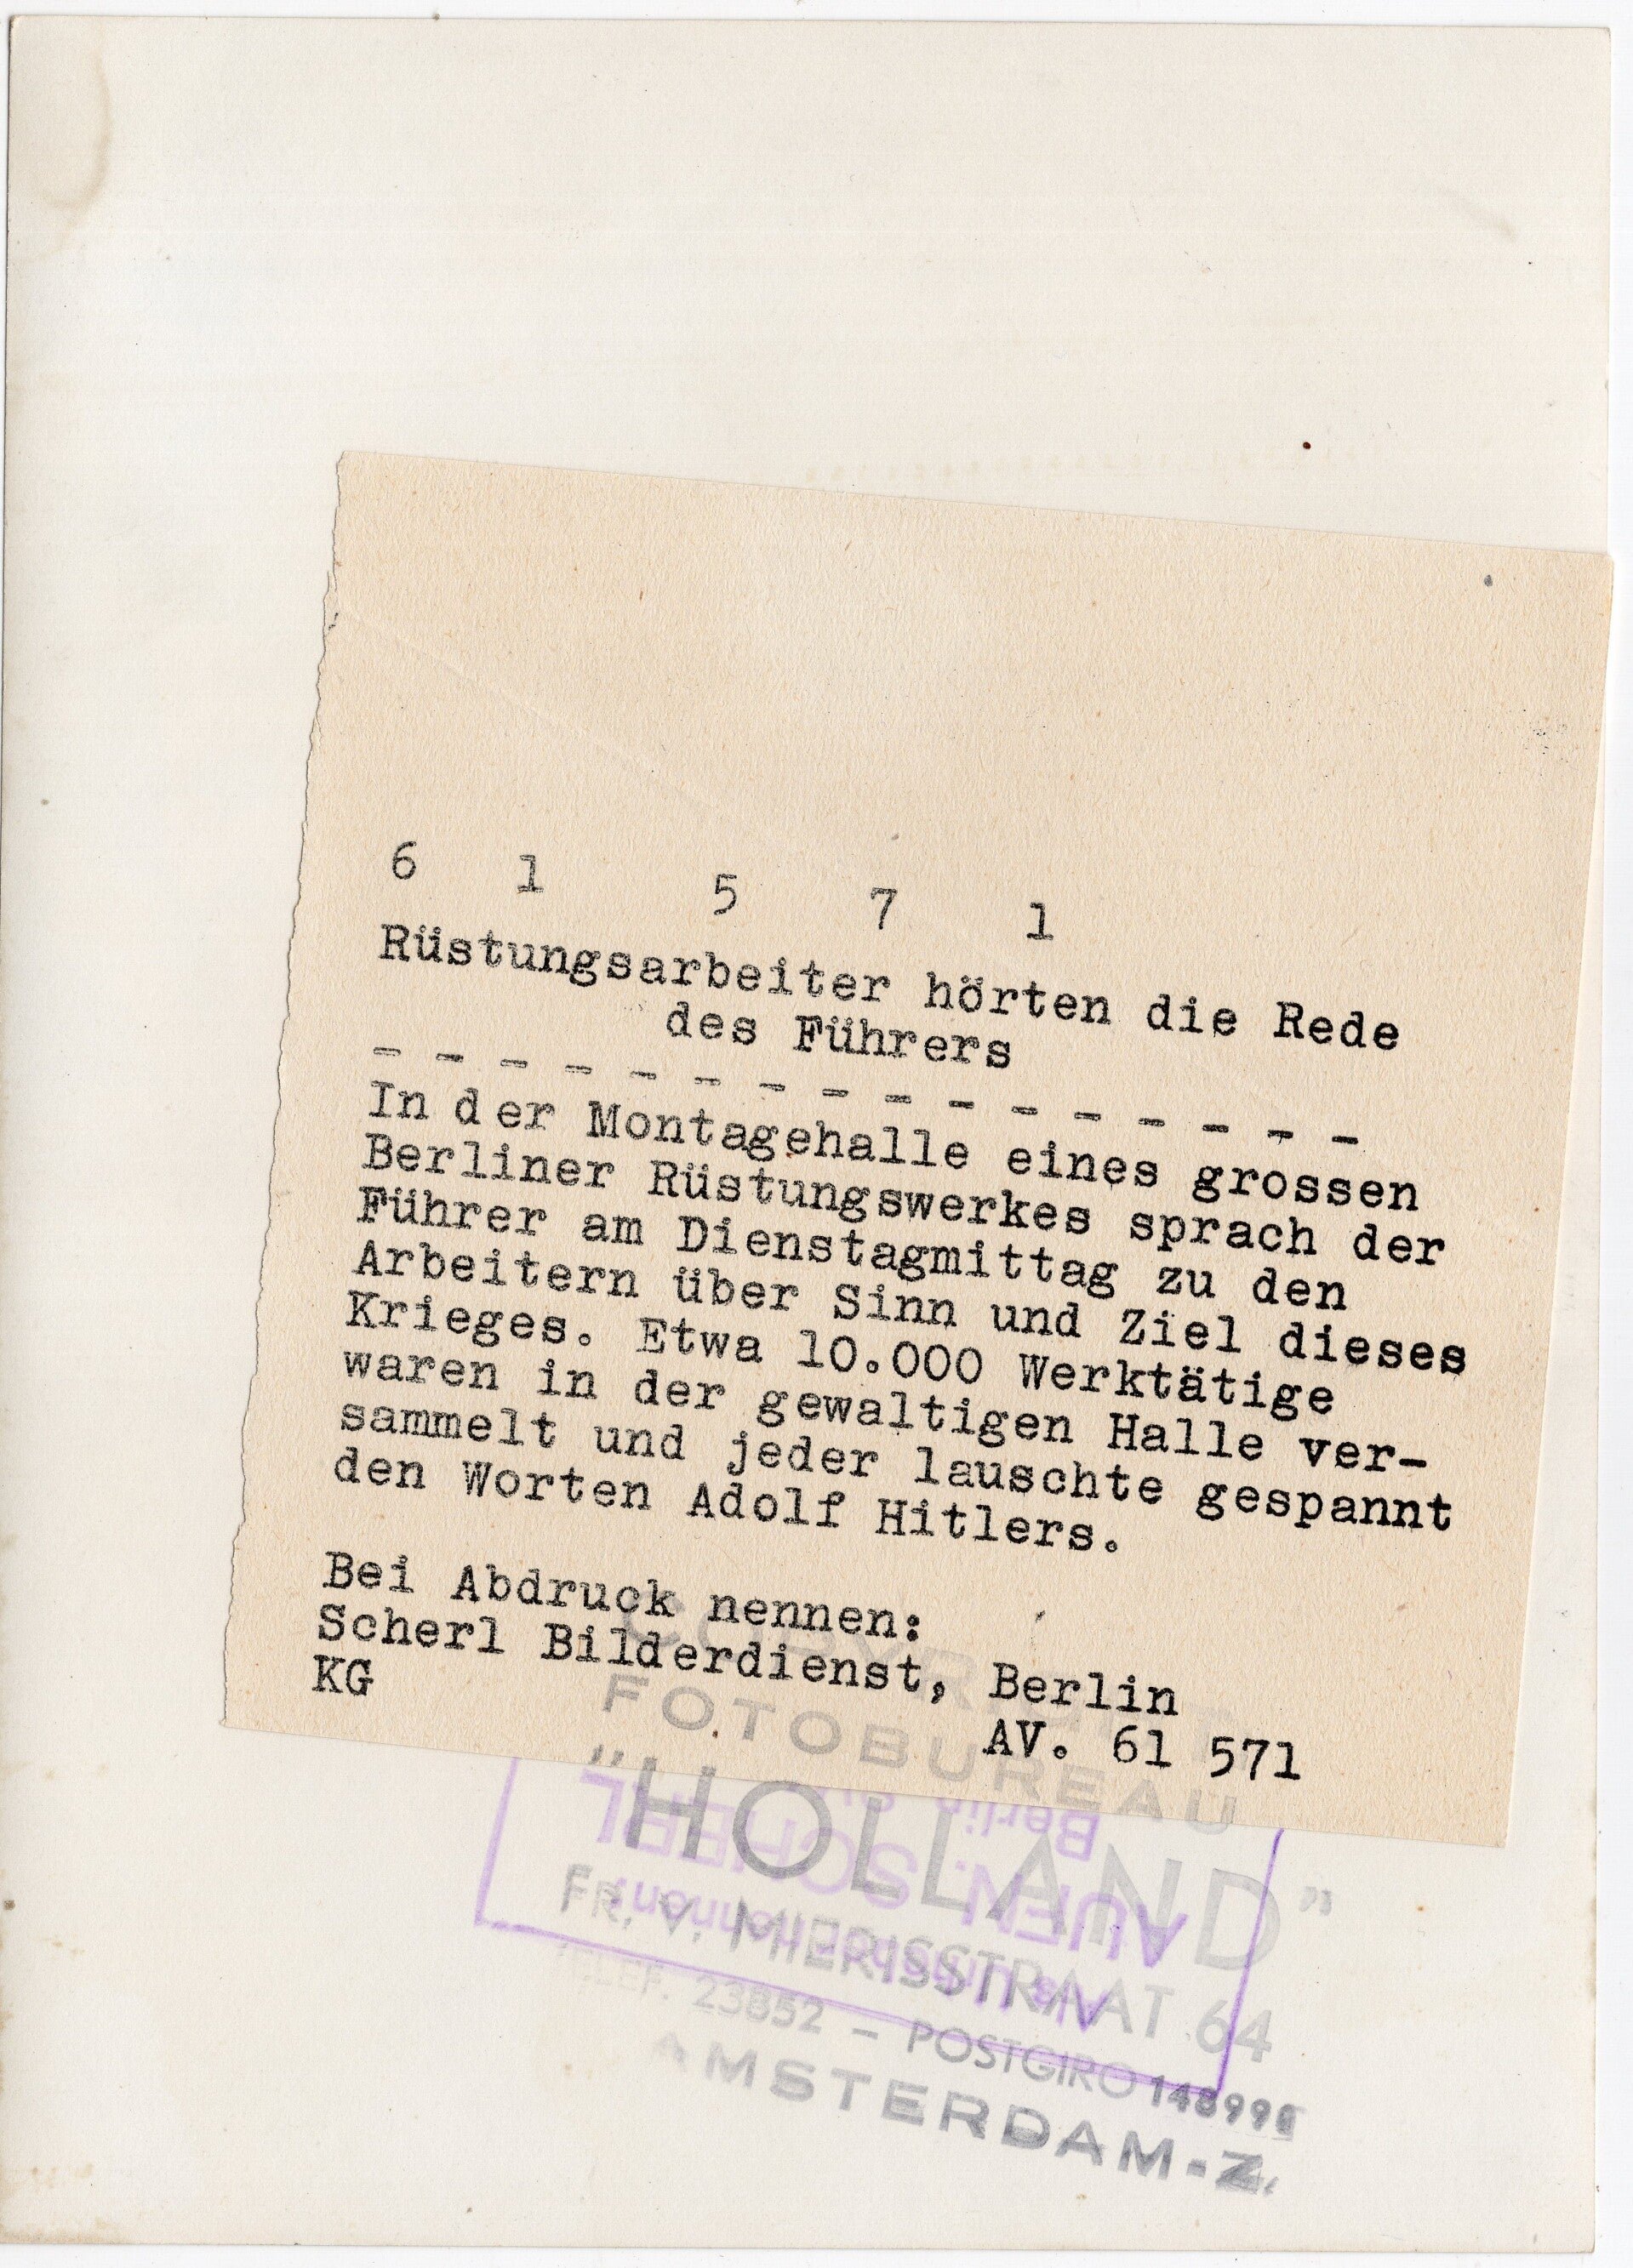 6 1 5 7 1
Rüstungsarbeiter hörten die Rede
des Führers
- - - - - - - - - - - - - - - -
In der Montagehalle eines grossen
Berliner Rüstungswerkes sprach der
Führer am Dienstagmittag zu den
Arbeitern über Sinn und Ziel dieses
Krieges. Etwa 10.000 Werktätige
waren in der gewaltigen Halle ver-
sammelt und jeder lauschte gespannt
den Worten Adolf Hitlers.
Bei Abdruck nennen:
Scherl Bilderdienst, Berlin
KG
AV. 61 571
FOTOBUREAU
"HOLLAND"
FR. V. MIERISSTRAAT 64
TELEF. 23852 - POSTGIRO
AMSTERDAM-Z.
SCHERL
Berlin